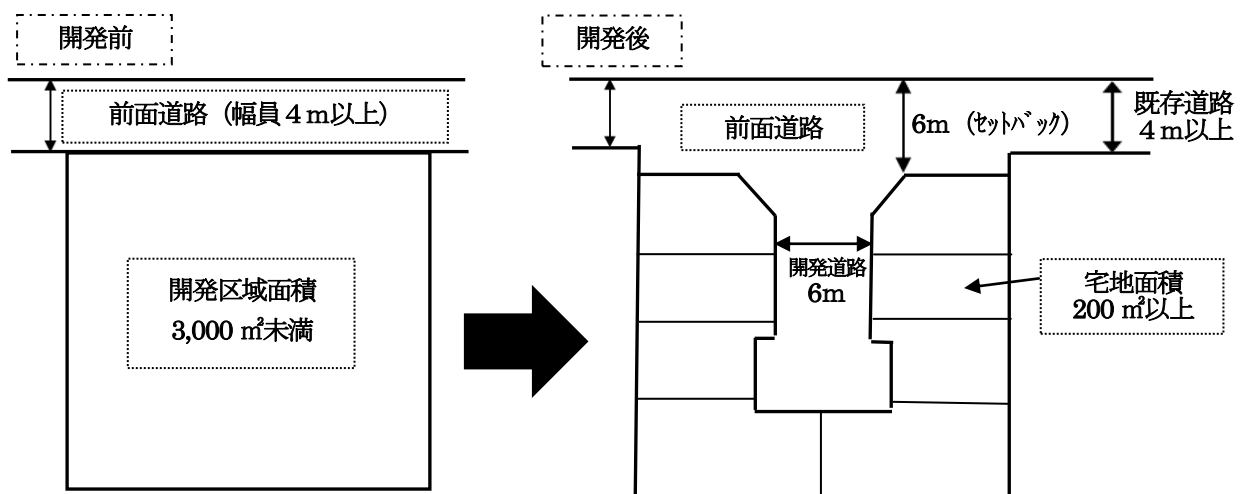 開発前
前面道路（幅員４ｍ以上）
開発区域面積
3,000 ㎡未満
開発後
前面道路
6m（ｾｯﾄﾊﾞｯｸ）
既存道路
４ｍ以上
開発道路
6m
宅地面積
200 ㎡以上